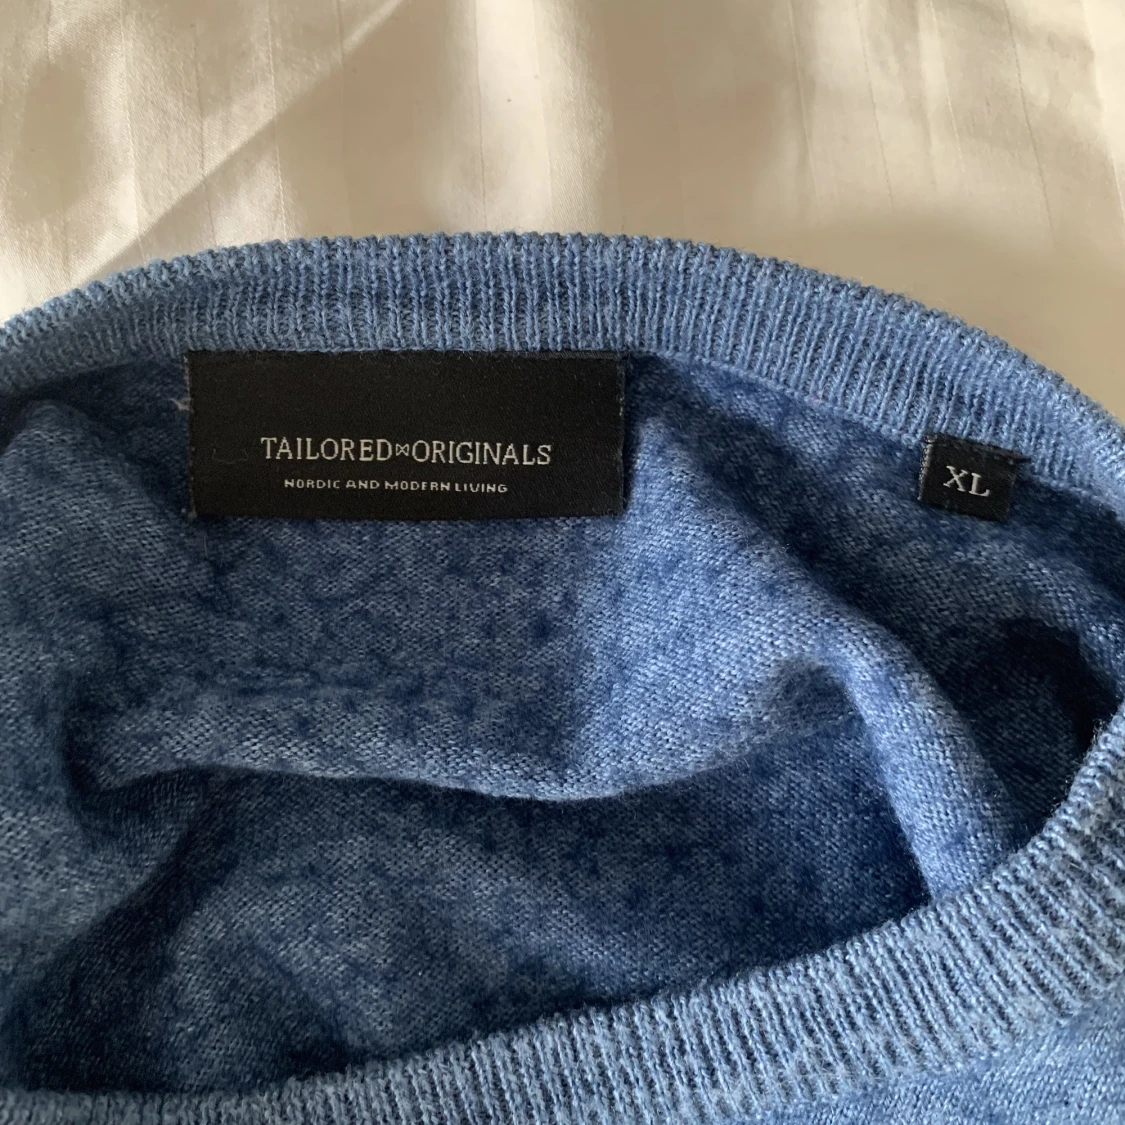 TAILORED⋈ORIGINALS
NORDIC AND MODERN LIVING
XL